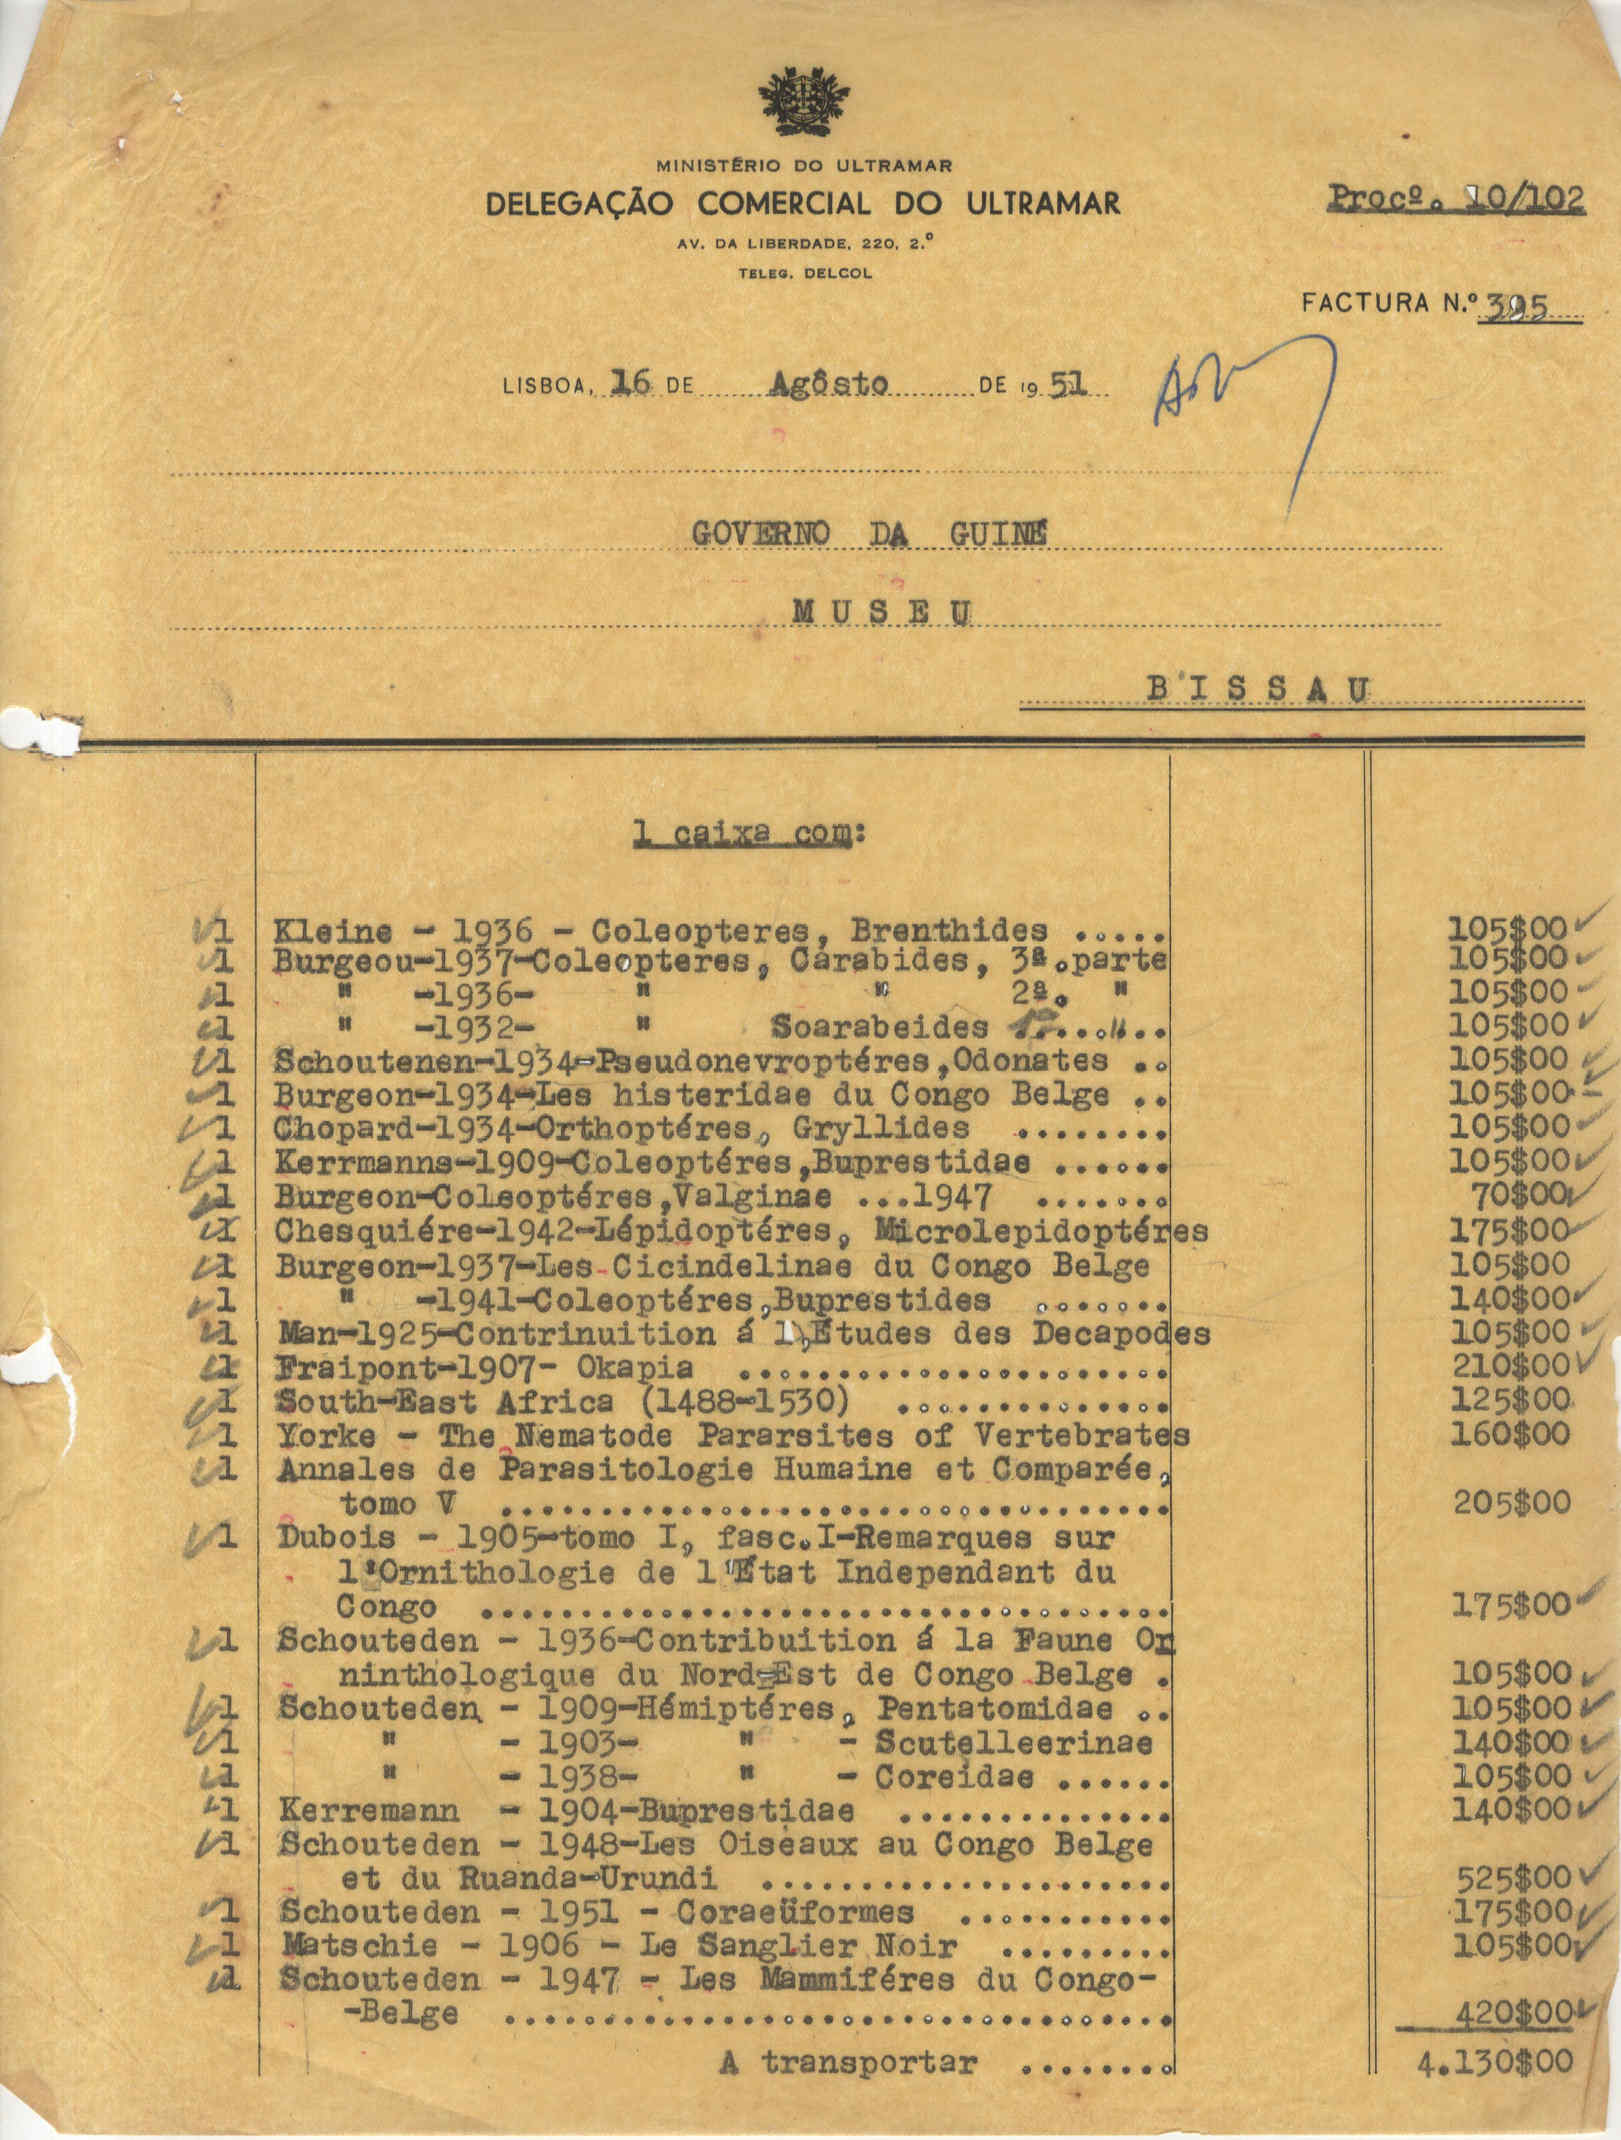 MINISTÉRIO DO ULTRAMAR
DELEGAÇÃO COMERCIAL DO ULTRAMAR
Procº. 10/102
AV. DA LIBERDADE, 220, 2.º
TELEG. DELCOL
FACTURA N.º 395
LISBOA, 16 DE Agôsto DE 1951
GOVERNO DA GUINÉ
M U S E U
B I S S A U
1 caixa com:
1 Kleine - 1936 - Coleopteres, Brenthides ..... 105$00
1 Burgeou-1937-Coleopteres, Carabides, 3ª.parte 105$00
1 " -1936- " " 2ª. " 105$00
1 " -1932- " Soarabeides ...... 105$00
1 Schoutenen-1934-Pseudonevroptéres,Odonates .. 105$00
1 Burgeon-1934-Les histeridae du Congo Belge .. 105$00
1 Chopard-1934-Orthoptéres, Gryllides ........ 105$00
1 Kerrmanns-1909-Coleoptéres,Buprestidae ...... 105$00
1 Burgeon-Coleoptéres,Valginae ...1947 ....... 70$00
1 Chesquiére-1942-Lépidoptéres, Microlepidoptéres 175$00
1 Burgeon-1937-Les Cicindelinae du Congo Belge 105$00
1 " -1941-Coleoptéres,Buprestides ....... 140$00
1 Man-1925-Contrinuition á l,Études des Decapodes 105$00
1 Fraipont-1907- Okapia ...................... 210$00
1 South-East Africa (1488-1530) .............. 125$00
1 Yorke - The Nematode Pararsites of Vertebrates 160$00
1 Annales de Parasitologie Humaine et Comparée,
tomo V .................................. 205$00
1 Dubois - 1905-tomo I, fasc.I-Remarques sur
l'Ornithologie de l'État Independant du
Congo ................................... 175$00
1 Schouteden - 1936-Contribuition á la Faune Or
ninthologique du Nord-Est de Congo Belge . 105$00
1 Schouteden - 1909-Hémiptéres, Pentatomidae .. 105$00
1 " - 1903- " - Scutelleerinae 140$00
1 " - 1938- " - Coreidae ...... 105$00
1 Kerremann - 1904-Buprestidae .............. 140$00
1 Schouteden - 1948-Les Oiseaux au Congo Belge
et du Ruanda-Urundi ..................... 525$00
1 Schouteden - 1951 - Coraeüformes ........... 175$00
1 Matschie - 1906 - Le Sanglier Noir ......... 105$00
1 Schouteden - 1947 - Les Mammiféres du Congo-
-Belge .................................. 420$00
A transportar ........ 4.130$00